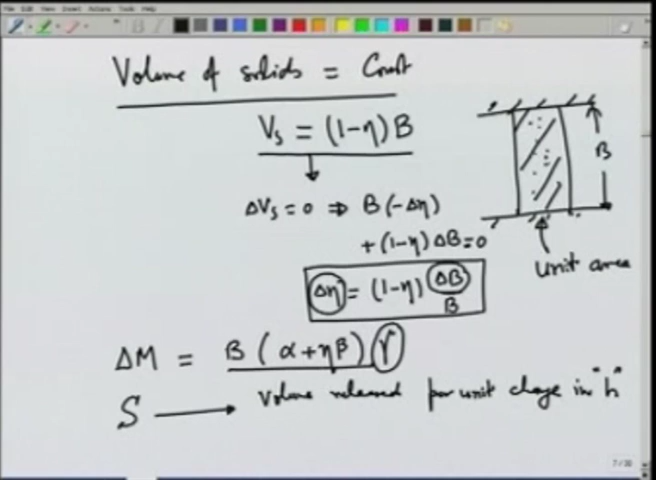 Volume of solids = Const
Vs = (1-η) B
ΔVs = 0 ⇒ B(-Δη)
+ (1-η) ΔB = 0
Δη = (1-η) ΔB/B
B
Unit area
ΔM = B (α + ηβ) γ
S → Volume released per unit change in "h"